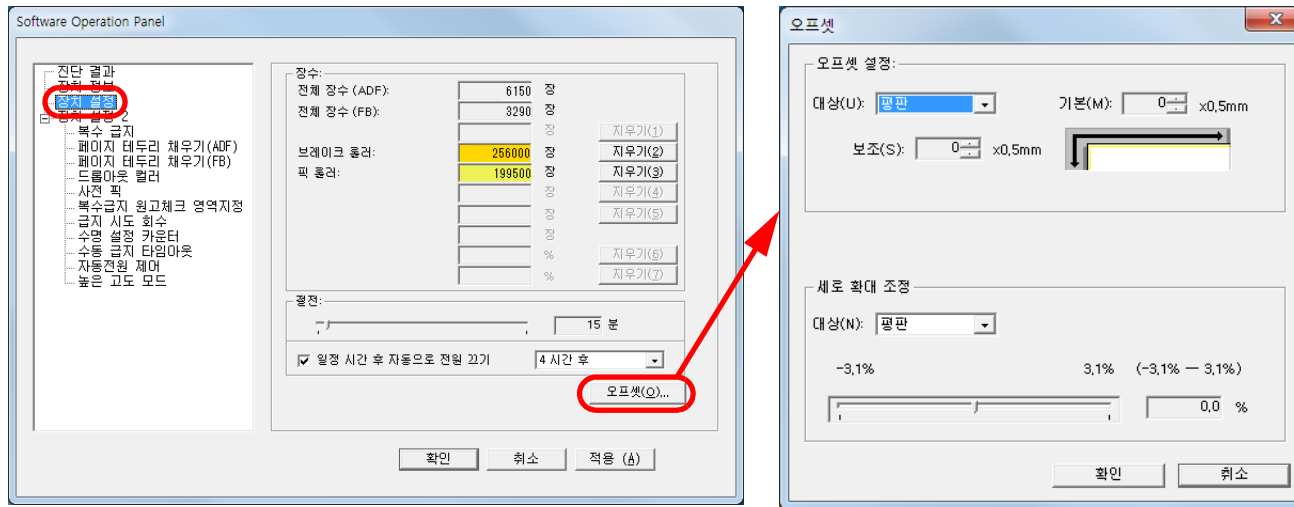 Software Operation Panel
진단 결과
장치 정보
장치 설정
장치 설정 2
복수 급지
페이지 테두리 채우기(ADF)
페이지 테두리 채우기(FB)
드롭아웃 컬러
사전 픽
복수급지 원고체크 영역지정
급지 시도 회수
수명 설정 카운터
수동 급지 타임아웃
자동전원 제어
높은 고도 모드
장수:
전체 장수 (ADF): 6150 장
전체 장수 (FB): 3290 장
장 지우기(1)
브레이크 롤러: 256000 장 지우기(2)
픽 롤러: 199500 장 지우기(3)
장 지우기(4)
장 지우기(5)
장
% 지우기(6)
% 지우기(7)
절전:
15 분
일정 시간 후 자동으로 전원 끄기 4 시간 후
오프셋(O)...
확인 취소 적용 (A)
오프셋
X
오프셋 설정:
대상(U): 평판 기본(M): 0 x0,5mm
보조(S): 0 x0,5mm
세로 확대 조정
대상(N): 평판
-3,1% 3,1% (-3,1% — 3,1%)
0,0 %
확인 취소